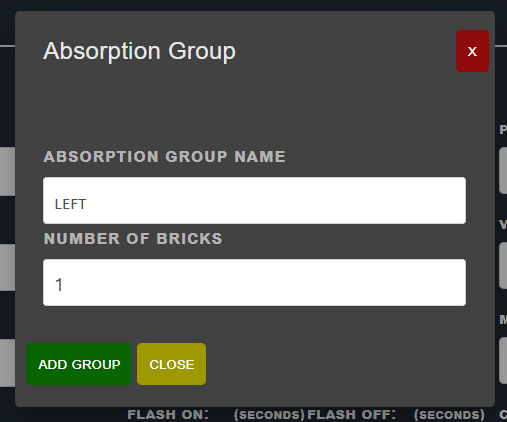 Absorption Group
x
ABSORPTION GROUP NAME
LEFT
NUMBER OF BRICKS
1
ADD GROUP CLOSE
FLASH ON: (SECONDS) FLASH OFF: (SECONDS)